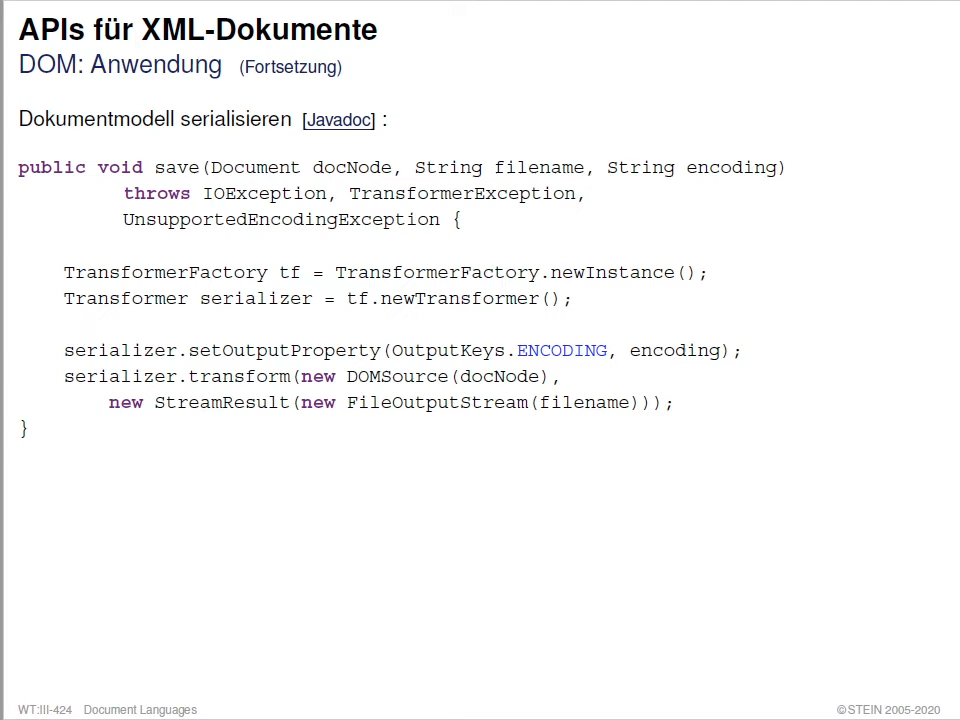 APIs für XML-Dokumente
DOM: Anwendung (Fortsetzung)
Dokumentmodell serialisieren [Javadoc] :
public void save(Document docNode, String filename, String encoding)
throws IOException, TransformerException,
UnsupportedEncodingException {
TransformerFactory tf = TransformerFactory.newInstance();
Transformer serializer = tf.newTransformer();
serializer.setOutputProperty(OutputKeys.ENCODING, encoding);
serializer.transform(new DOMSource(docNode),
new StreamResult(new FileOutputStream(filename)));
}
WT:III-424 Document Languages ©STEIN 2005-2020